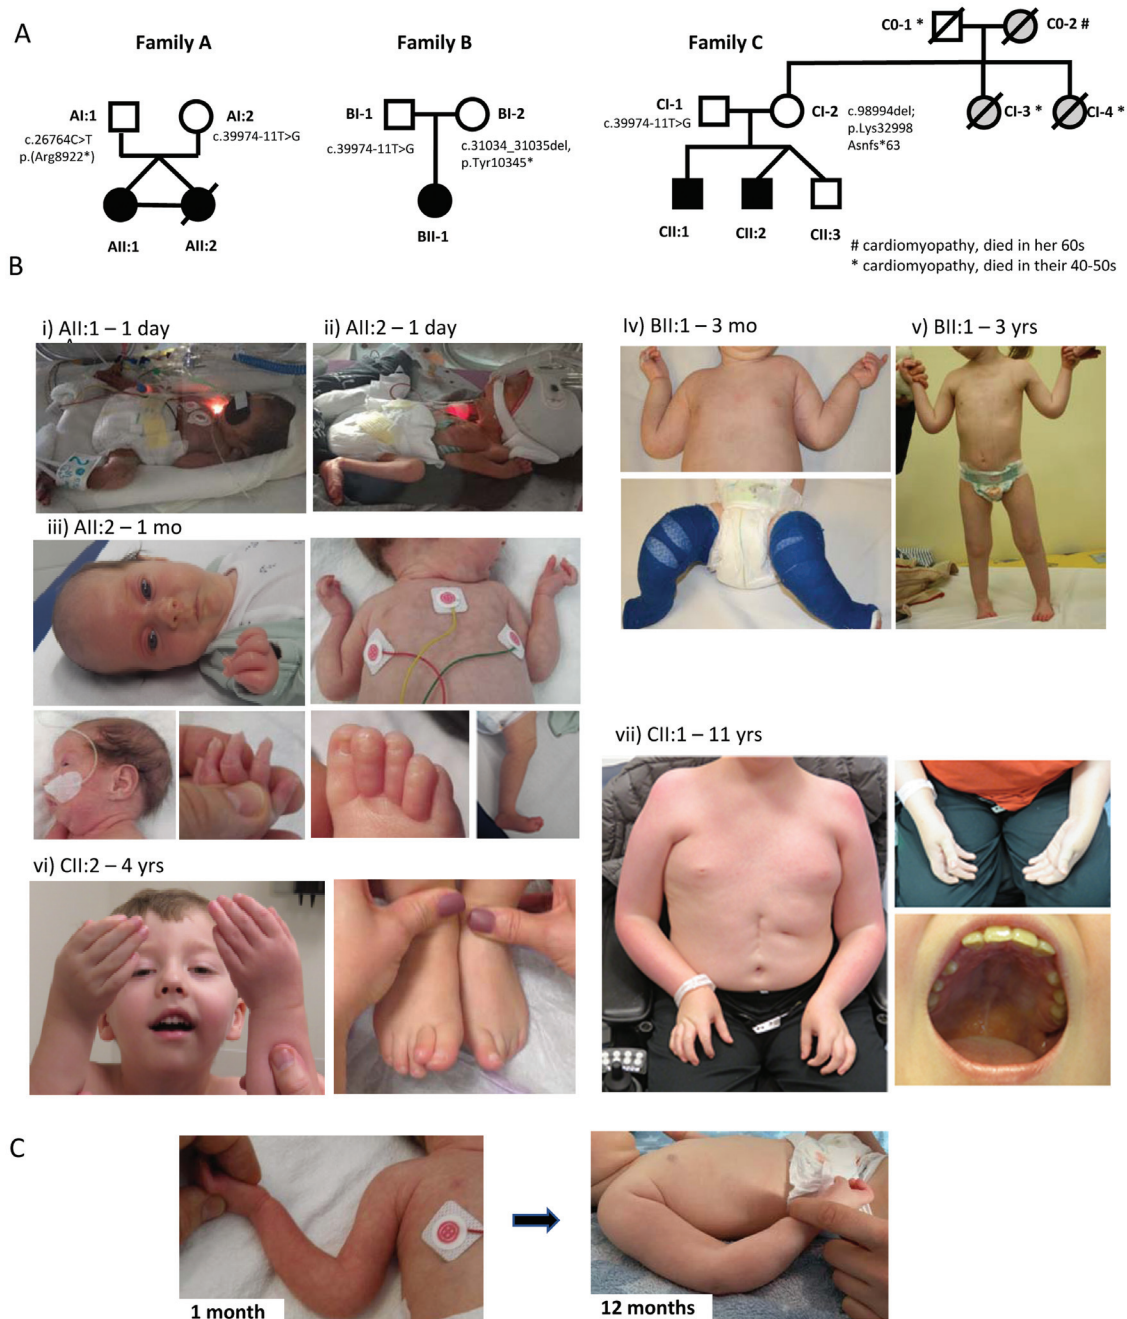 A
Family A
AI:1
AI:2
c.26764C>T
p.(Arg8922*)
c.39974-11T>G
AII:1
AII:2
Family B
BI-1
BI-2
c.39974-11T>G
c.31034_31035del,
p.Tyr10345*
BII-1
Family C
C0-1 *
C0-2 #
CI-1
c.39974-11T>G
CI-2
c.98994del;
p.Lys32998
Asnfs*63
CI-3 *
CI-4 *
CII:1
CII:2
CII:3
# cardiomyopathy, died in her 60s
* cardiomyopathy, died in their 40-50s
B
i) AII:1 – 1 day
ii) AII:2 – 1 day
iii) AII:2 – 1 mo
Iv) BII:1 – 3 mo
v) BII:1 – 3 yrs
vi) CII:2 – 4 yrs
vii) CII:1 – 11 yrs
C
1 month
12 months